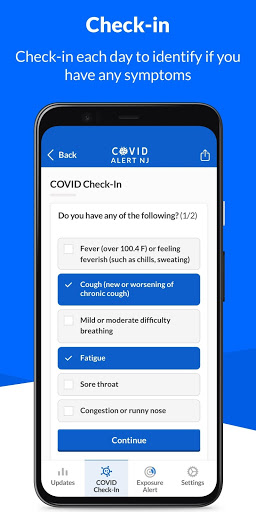 Check-in
Check-in each day to identify if you
have any symptoms
Back
COVID
ALERT NJ
COVID Check-In
Do you have any of the following? (1/2)
Fever (over 100.4 F) or feeling
feverish (such as chills, sweating)
Cough (new or worsening of
chronic cough)
Mild or moderate difficulty
breathing
Fatigue
Sore throat
Congestion or runny nose
Continue
Updates
COVID
Check-In
Exposure
Alert
Settings